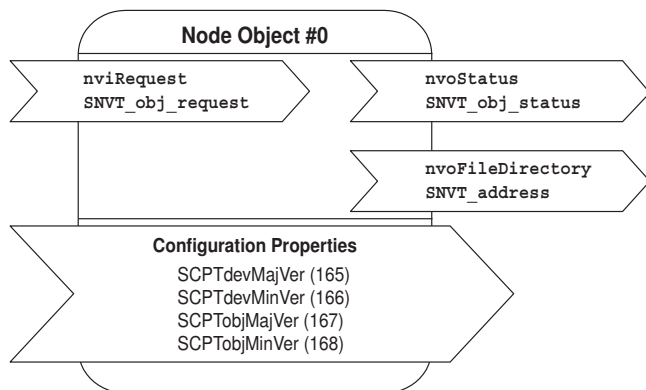 Node Object #0
nviRequest
SNVT_obj_request
nvoStatus
SNVT_obj_status
nvoFileDirectory
SNVT_address
Configuration Properties
SCPTdevMajVer (165)
SCPTdevMinVer (166)
SCPTobjMajVer (167)
SCPTobjMinVer (168)